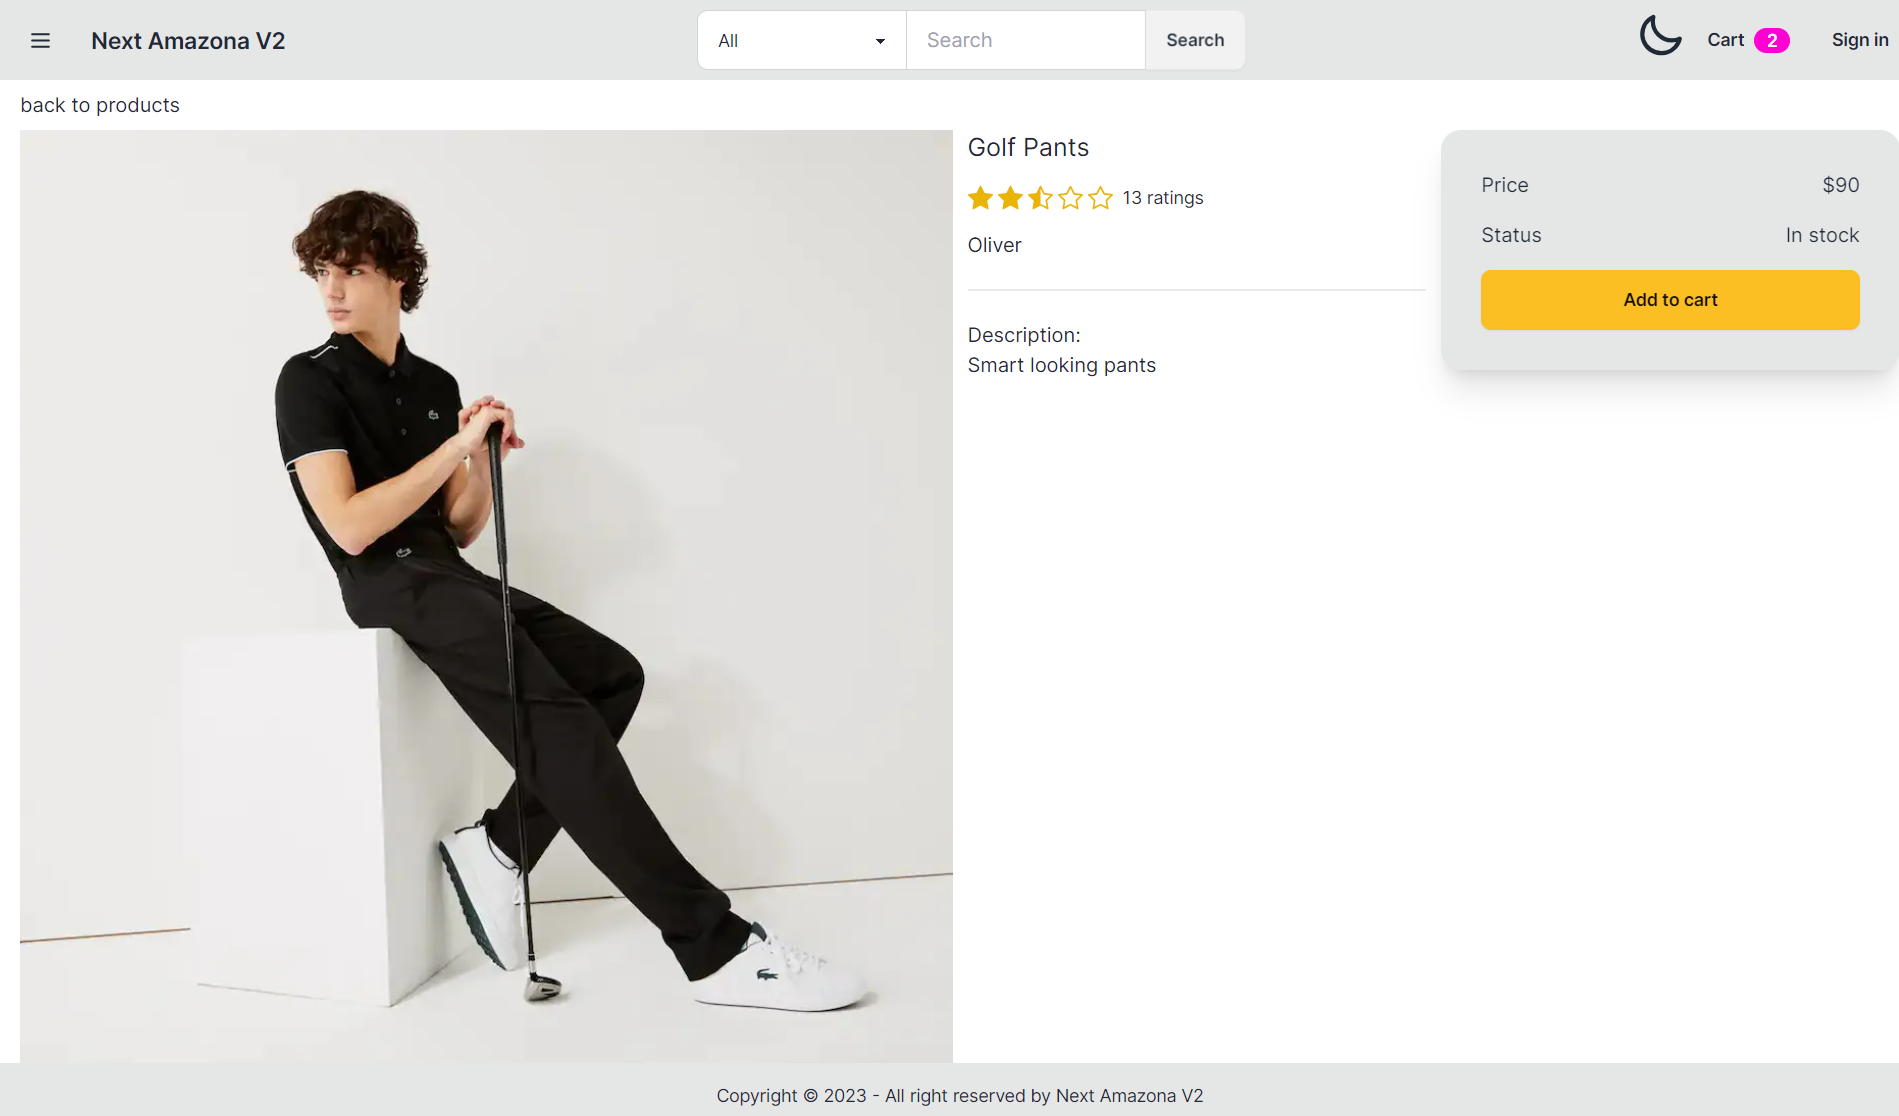 Next Amazona V2
All
Search
Search
Cart 2
Sign in
back to products
Golf Pants
13 ratings
Oliver
Description:
Smart looking pants
Price $90
Status In stock
Add to cart
Copyright © 2023 - All right reserved by Next Amazona V2